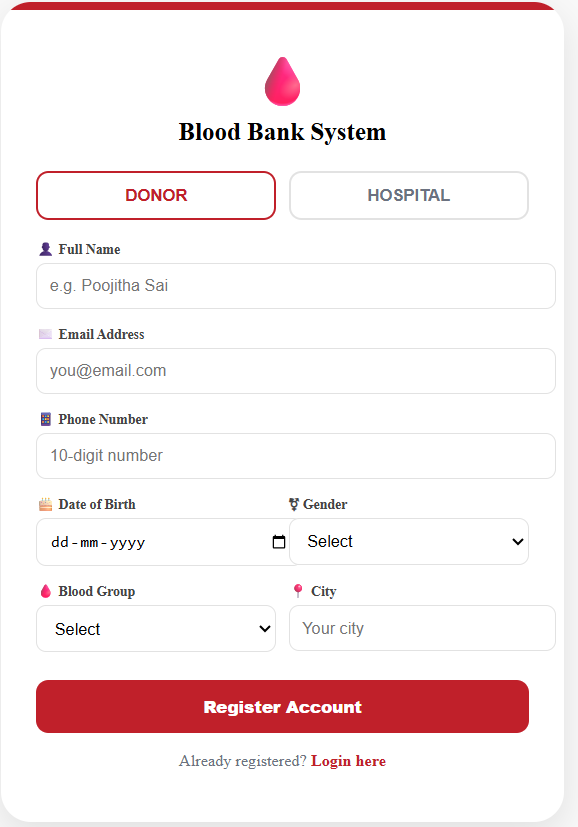 Blood Bank System
DONOR HOSPITAL
Full Name
e.g. Poojitha Sai
Email Address
you@email.com
Phone Number
10-digit number
Date of Birth Gender
dd-mm-yyyy Select
Blood Group City
Select Your city
Register Account
Already registered? Login here